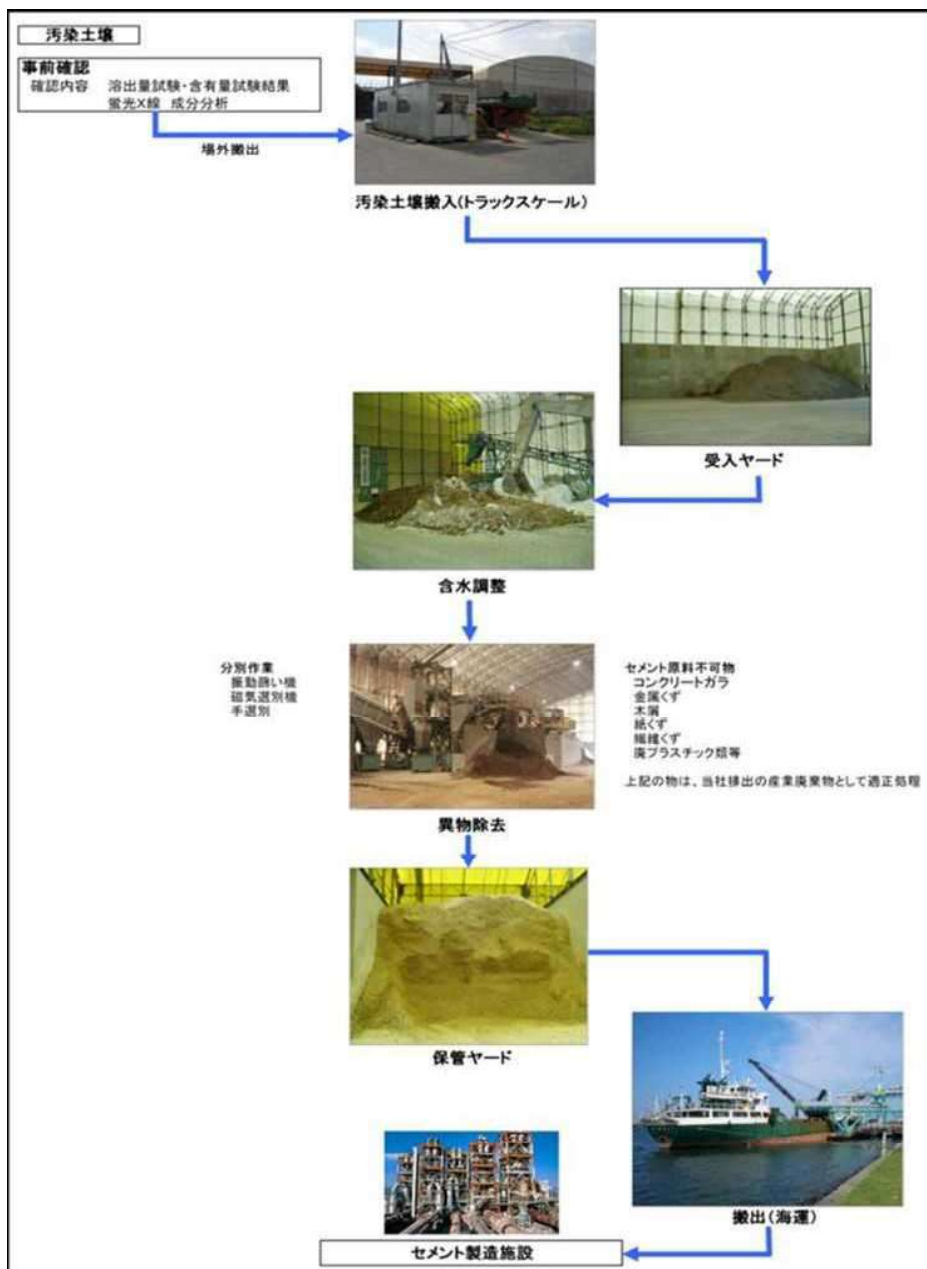 汚染土壌
事前確認
確認内容 溶出量試験・含有量試験結果
蛍光X線 成分分析
場外搬出
汚染土壌搬入(トラックスケール)
受入ヤード
含水調整
分別作業
振動篩い機
磁気選別機
手選別
セメント原料不可物
コンクリートガラ
金属くず
木屑
紙くず
繊維くず
廃プラスチック類等
上記の物は、当社排出の産業廃棄物として適正処理
異物除去
保管ヤード
搬出(海運)
セメント製造施設